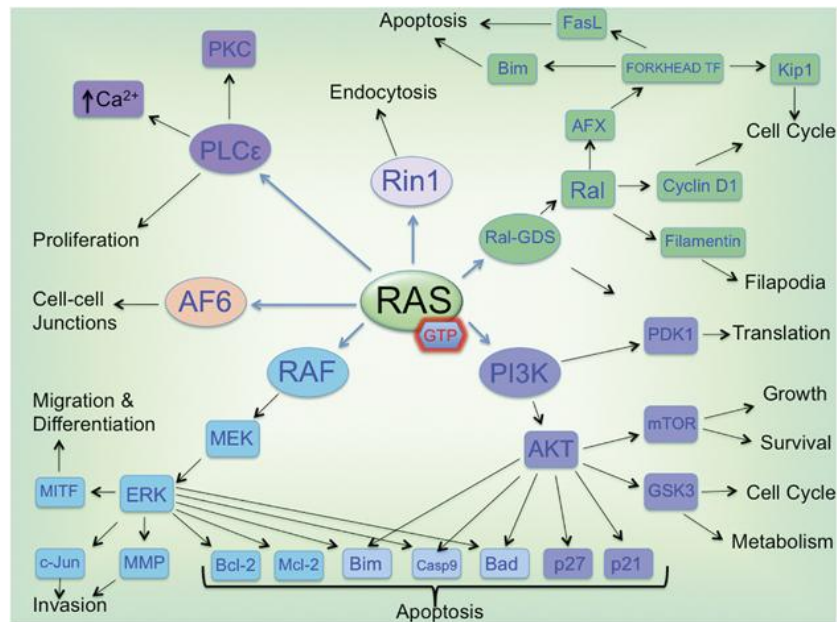 Apoptosis
FasL
PKC
Bim
FORKHEAD TF
Kip1
↑Ca²⁺
Endocytosis
AFX
Cell Cycle
PLCε
Rin1
Ral
Cyclin D1
Proliferation
Ral-GDS
Filamentin
Filapodia
Cell-cell
Junctions
AF6
RAS
GTP
PDK1
Translation
RAF
PI3K
Growth
Migration &
Differentiation
MEK
AKT
mTOR
Survival
MITF
ERK
GSK3
Cell Cycle
Metabolism
c-Jun
MMP
Bcl-2
Mcl-2
Bim
Casp9
Bad
p27
p21
Invasion
Apoptosis